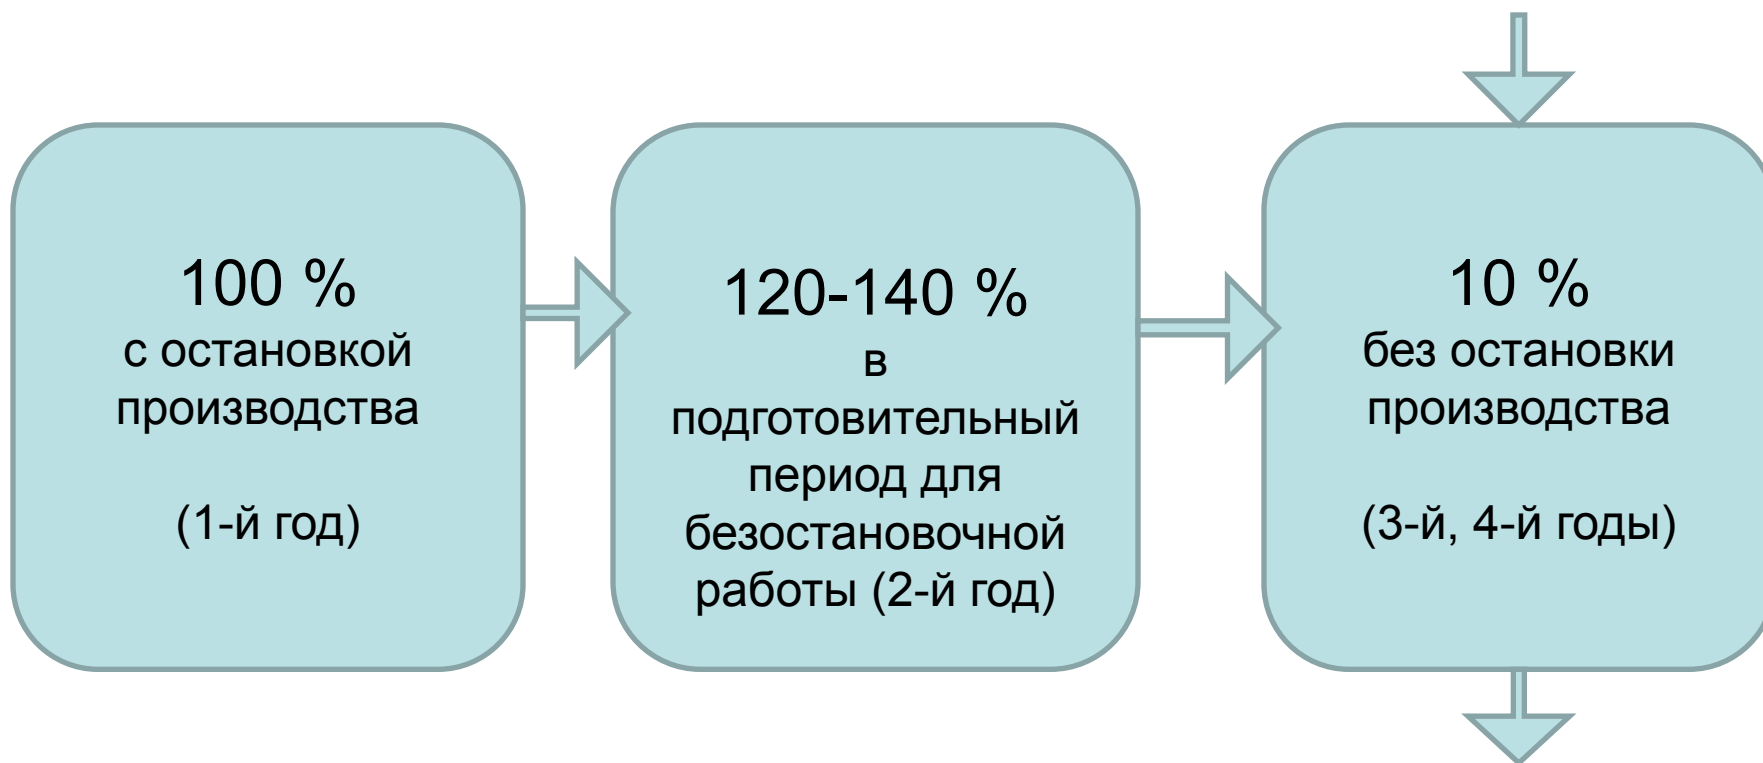 100 %
с остановкой
производства
(1-й год)
120-140 %
в
подготовительный
период для
безостановочной
работы (2-й год)
10 %
без остановки
производства
(3-й, 4-й годы)